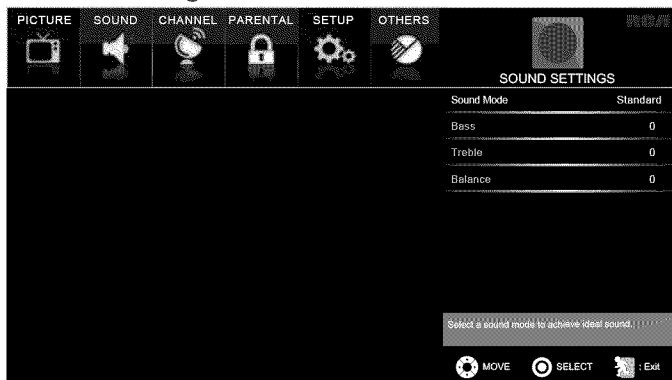 PICTURE SOUND CHANNEL PARENTAL SETUP OTHERS
RCA
SOUND SETTINGS
Sound Mode Standard
Bass 0
Treble 0
Balance 0
Select a sound mode to achieve ideal sound.
MOVE SELECT : Exit